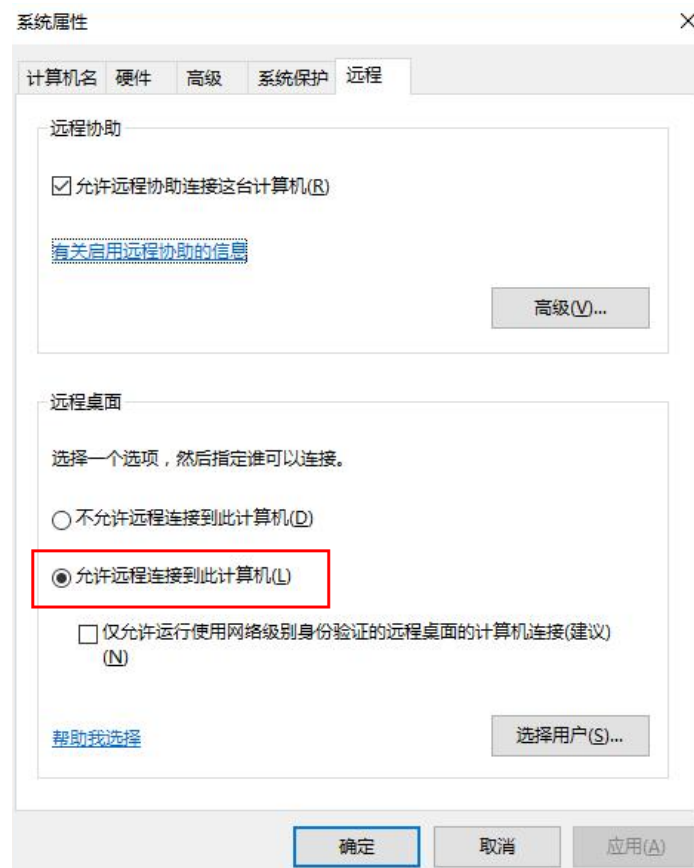 系统属性
计算机名 硬件 高级 系统保护 远程
远程协助
允许远程协助连接这台计算机(R)
有关启用远程协助的信息
高级(V)...
远程桌面
选择一个选项，然后指定谁可以连接。
不允许远程连接到此计算机(D)
允许远程连接到此计算机(L)
仅允许运行使用网络级别身份验证的远程桌面的计算机连接(建议)
(N)
帮助我选择 选择用户(S)...
确定 取消 应用(A)